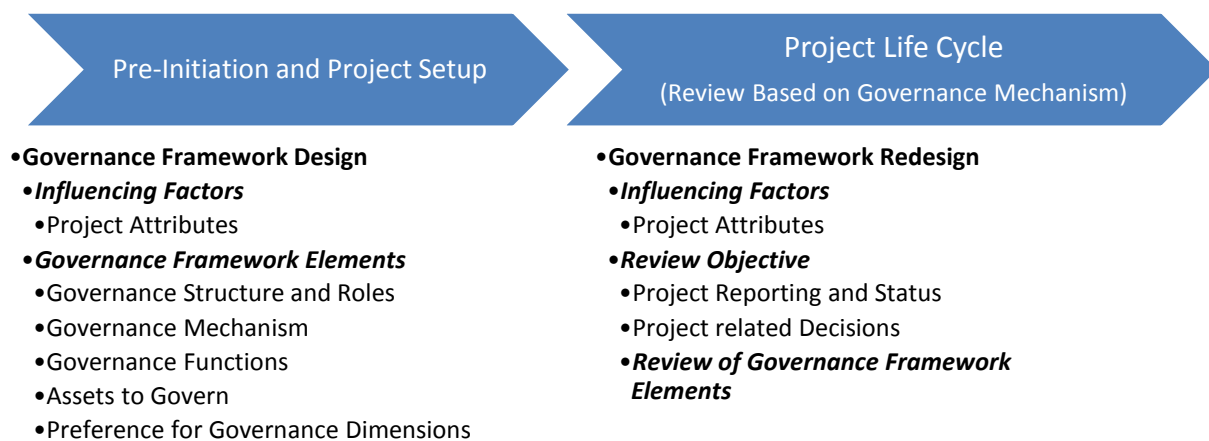 Pre-Initiation and Project Setup
Project Life Cycle
(Review Based on Governance Mechanism)
•Governance Framework Design
•Influencing Factors
•Project Attributes
•Governance Framework Elements
•Governance Structure and Roles
•Governance Mechanism
•Governance Functions
•Assets to Govern
•Preference for Governance Dimensions
•Governance Framework Redesign
•Influencing Factors
•Project Attributes
•Review Objective
•Project Reporting and Status
•Project related Decisions
•Review of Governance Framework
Elements